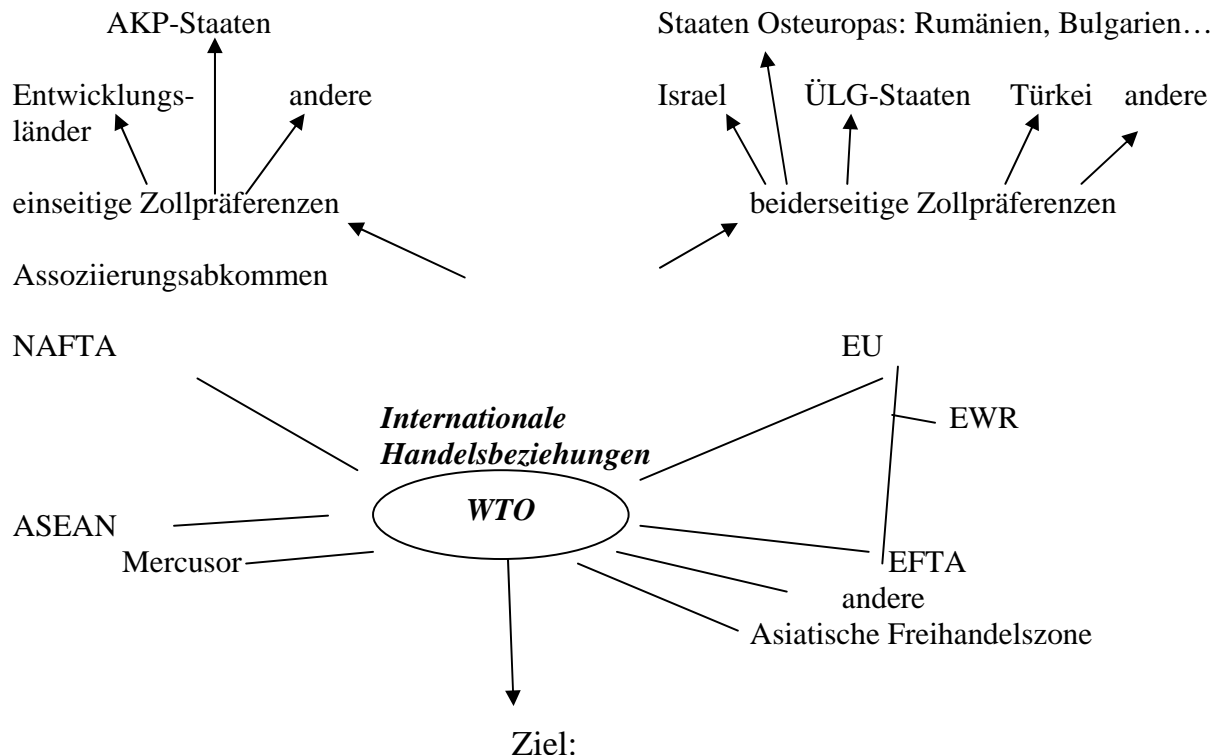 AKP-Staaten
Staaten Osteuropas: Rumänien, Bulgarien…
Entwicklungs-
länder
andere
Israel
ÜLG-Staaten
Türkei
andere
einseitige Zollpräferenzen
beiderseitige Zollpräferenzen
Assoziierungsabkommen
NAFTA
EU
Internationale
Handelsbeziehungen
EWR
WTO
ASEAN
Mercusor
EFTA
andere
Asiatische Freihandelszone
Ziel: